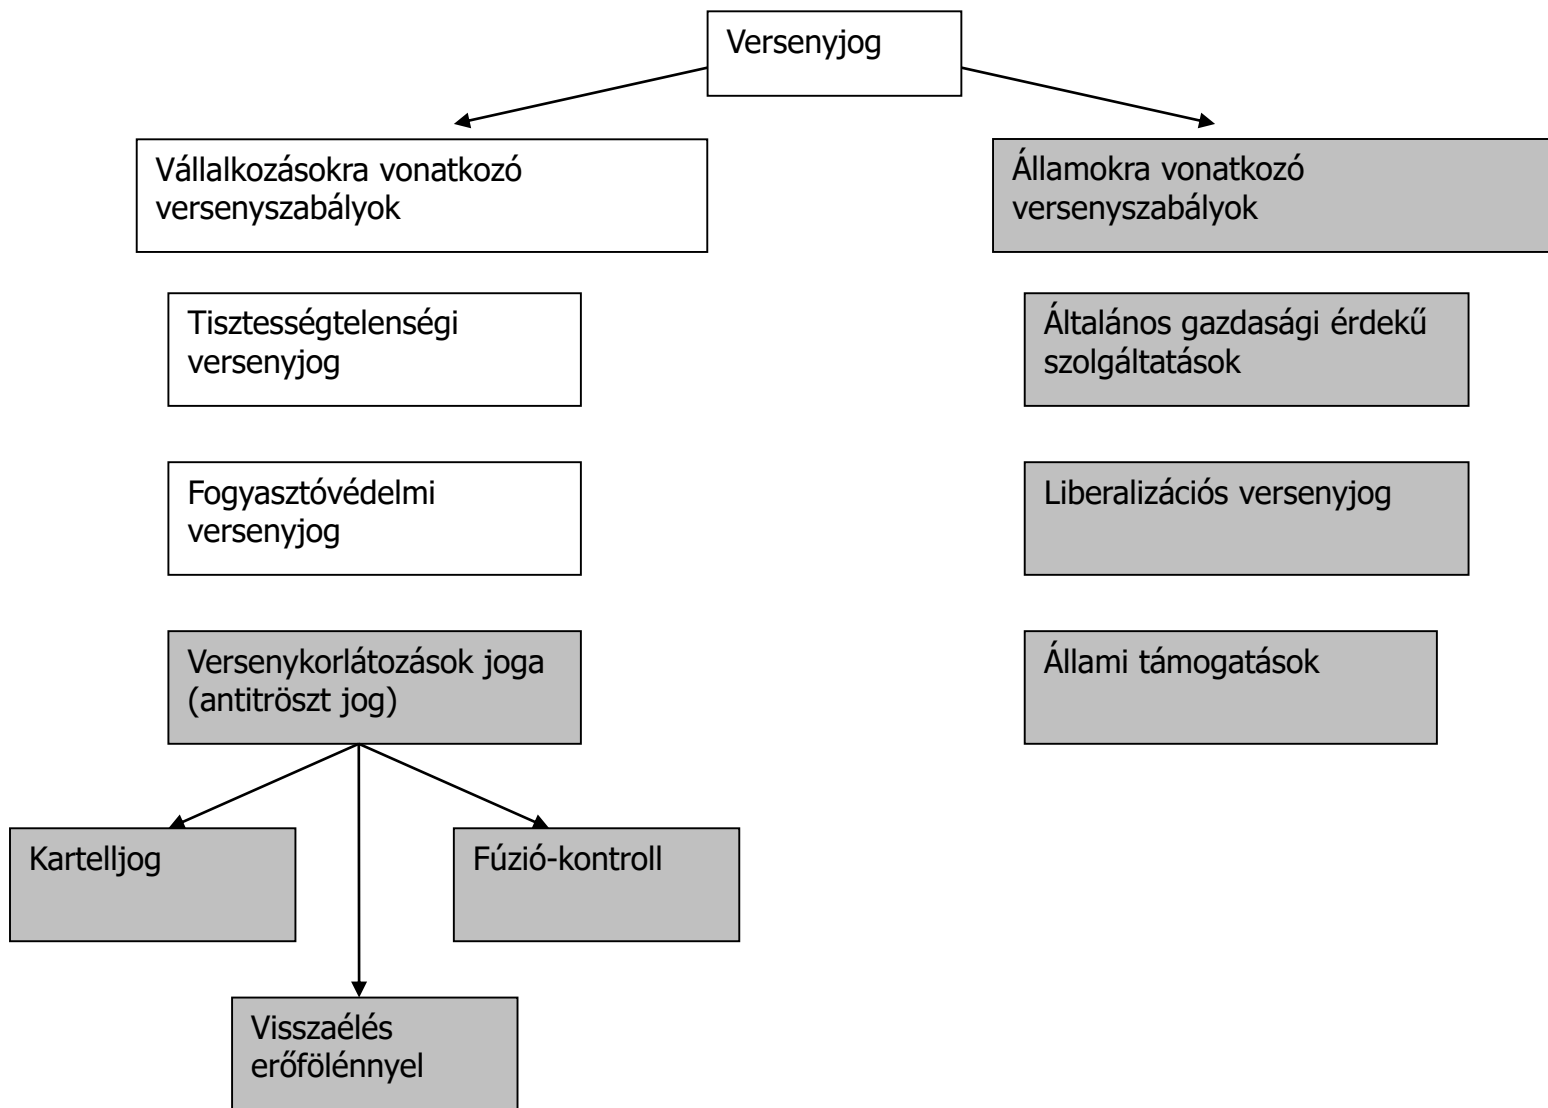 Versenyjog
Vállalkozásokra vonatkozó
versenyszabályok
Államokra vonatkozó
versenyszabályok
Tisztességtelenségi
versenyjog
Általános gazdasági érdekű
szolgáltatások
Fogyasztóvédelmi
versenyjog
Liberalizációs versenyjog
Versenykorlátozások joga
(antitröszt jog)
Állami támogatások
Kartelljog
Fúzió-kontroll
Visszaélés
erőfölénnyel